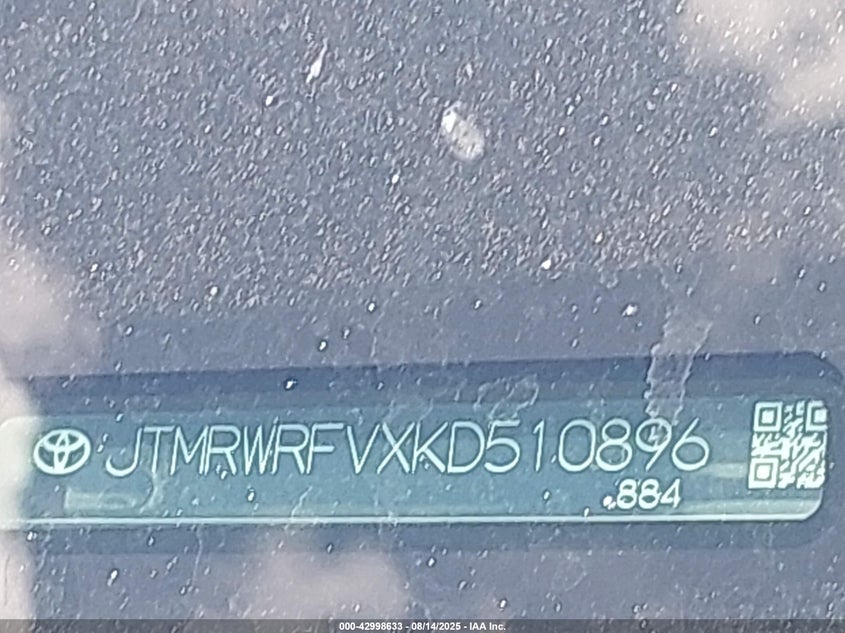 JTMRWRFVXKD510896
.884
000-42998633 - 08/14/2025 - IAA Inc.